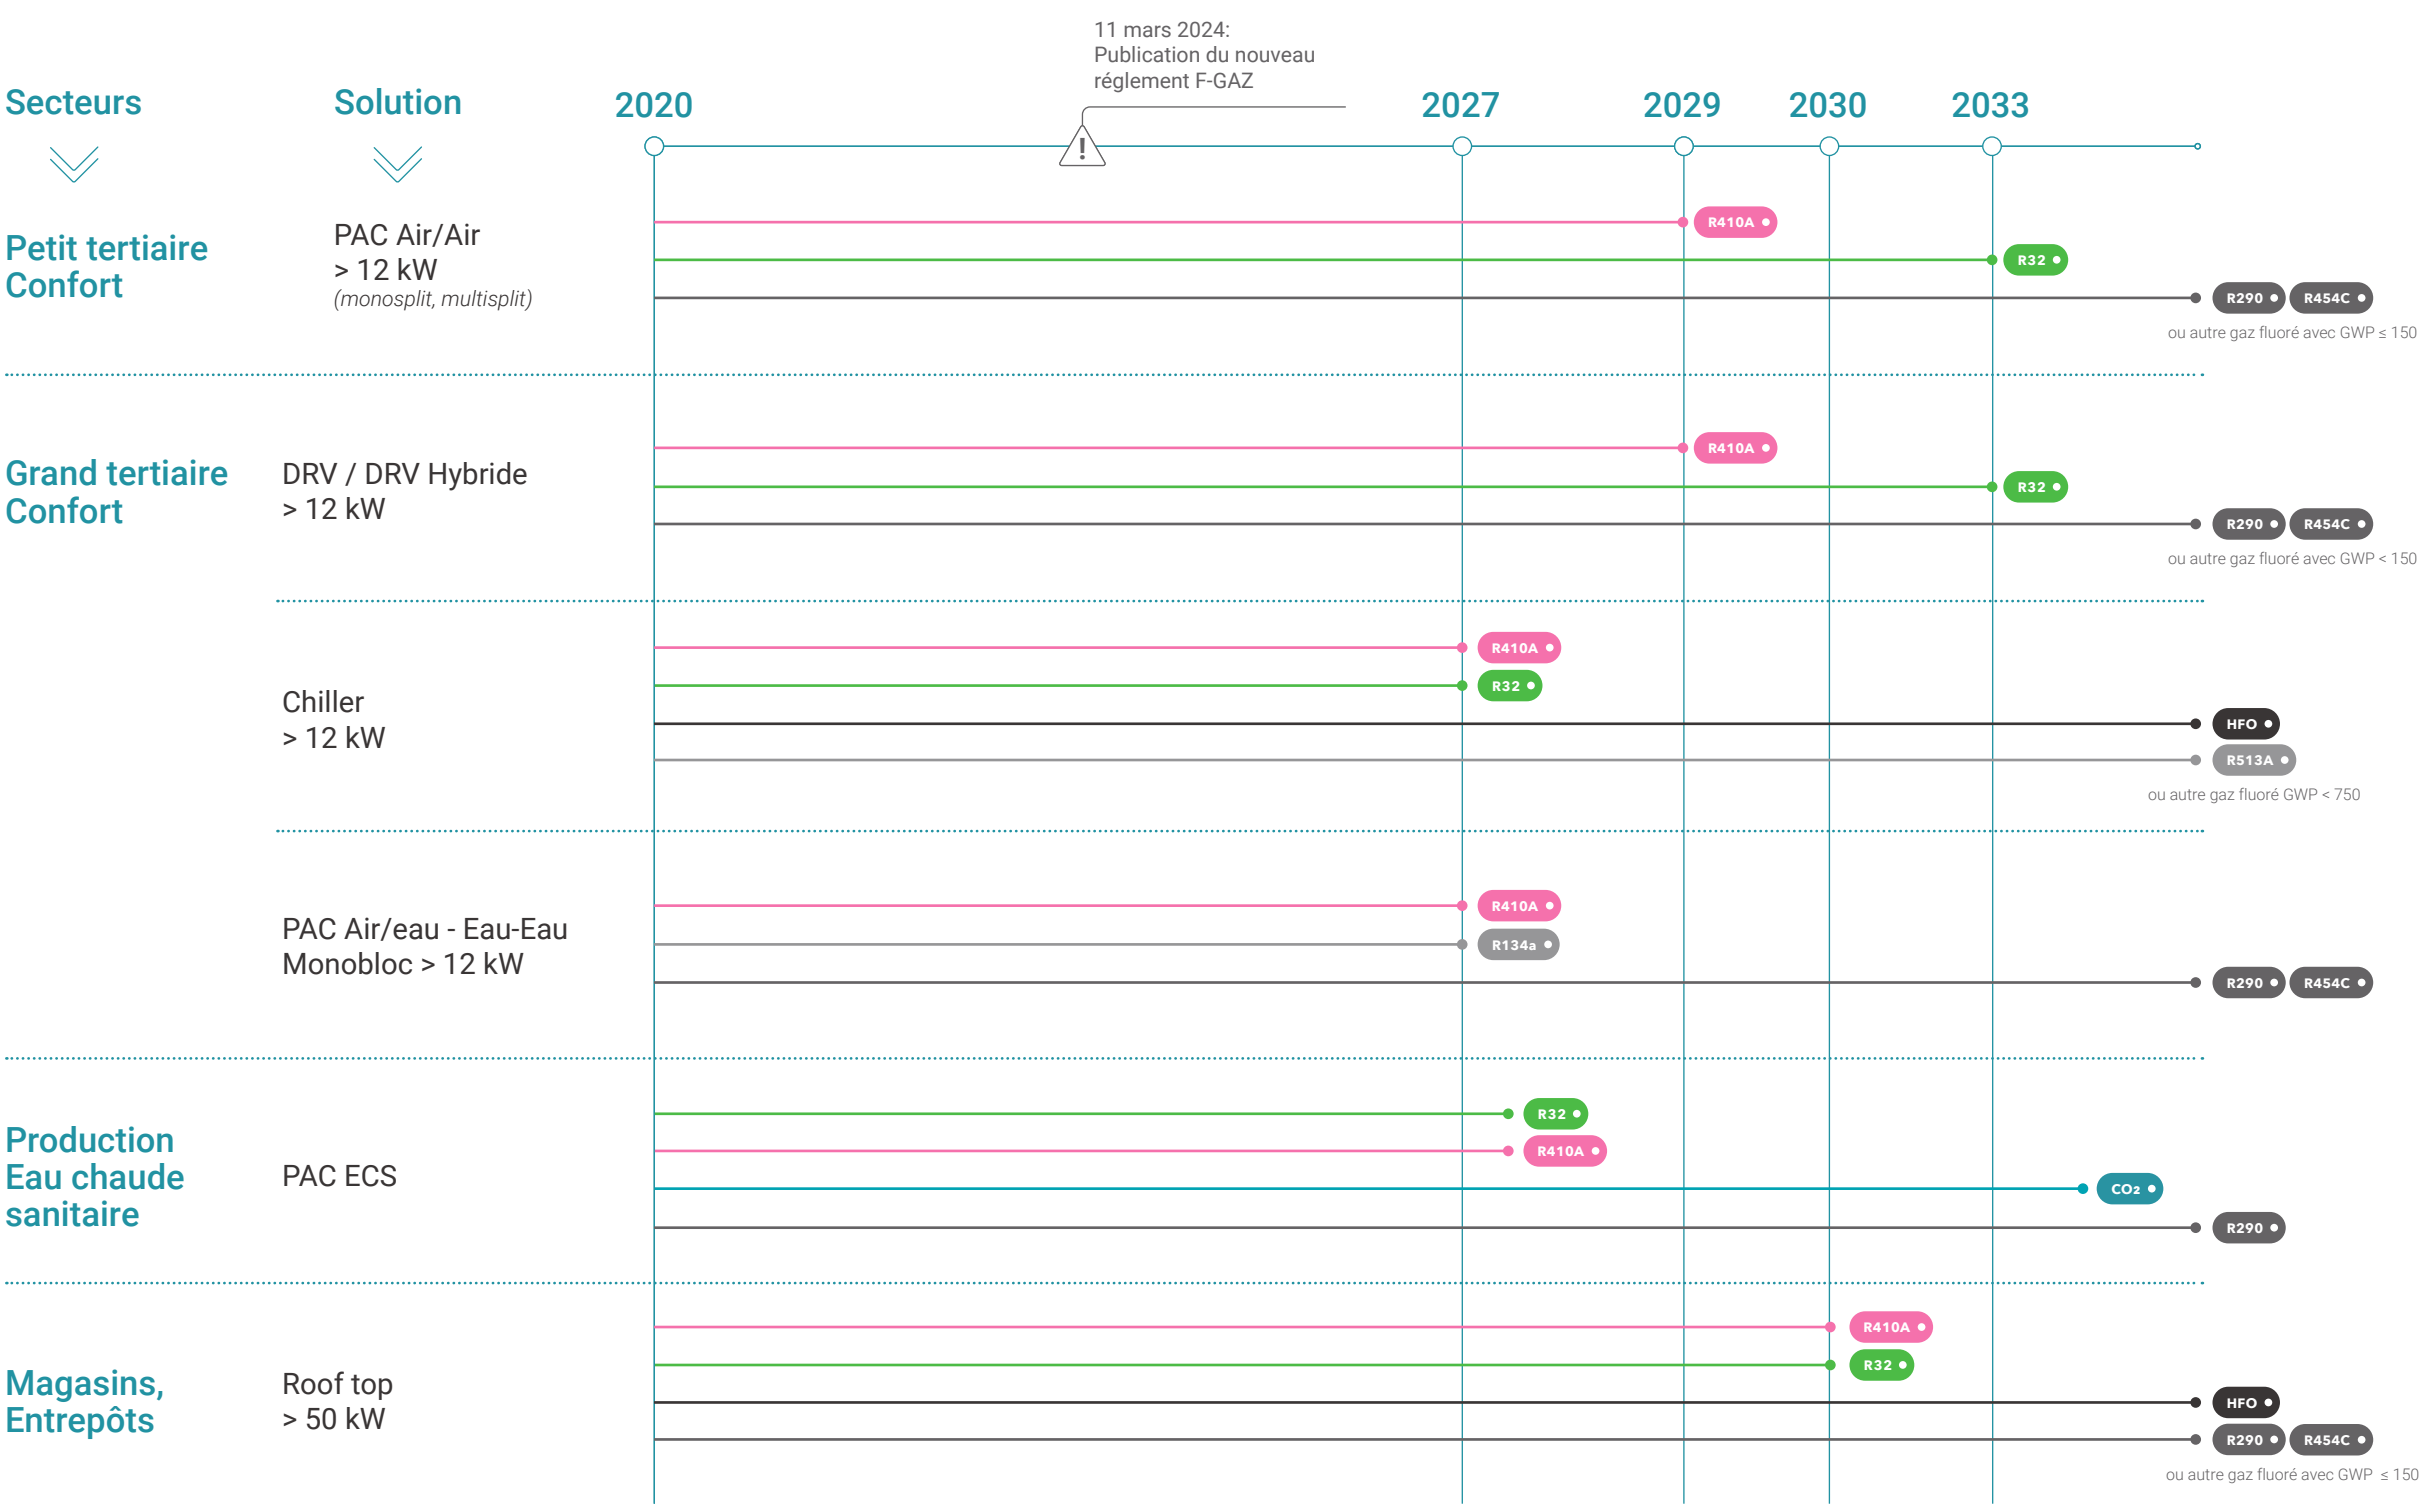 11 mars 2024:
Publication du nouveau
réglement F-GAZ
Secteurs
Solution
2020
2027
2029
2030
2033
!
Petit tertiaire
Confort
PAC Air/Air
> 12 kW
(monosplit, multisplit)
R410A
R32
R290 R454C
ou autre gaz fluoré avec GWP ≤ 150
Grand tertiaire
Confort
DRV / DRV Hybride
> 12 kW
R410A
R32
R290 R454C
ou autre gaz fluoré avec GWP < 150
Chiller
> 12 kW
R410A
R32
HFO
R513A
ou autre gaz fluoré GWP < 750
PAC Air/eau - Eau-Eau
Monobloc > 12 kW
R410A
R134a
R290 R454C
Production
Eau chaude
sanitaire
PAC ECS
R32
R410A
CO₂
R290
Magasins,
Entrepôts
Roof top
> 50 kW
R410A
R32
HFO
R290 R454C
ou autre gaz fluoré avec GWP ≤ 150